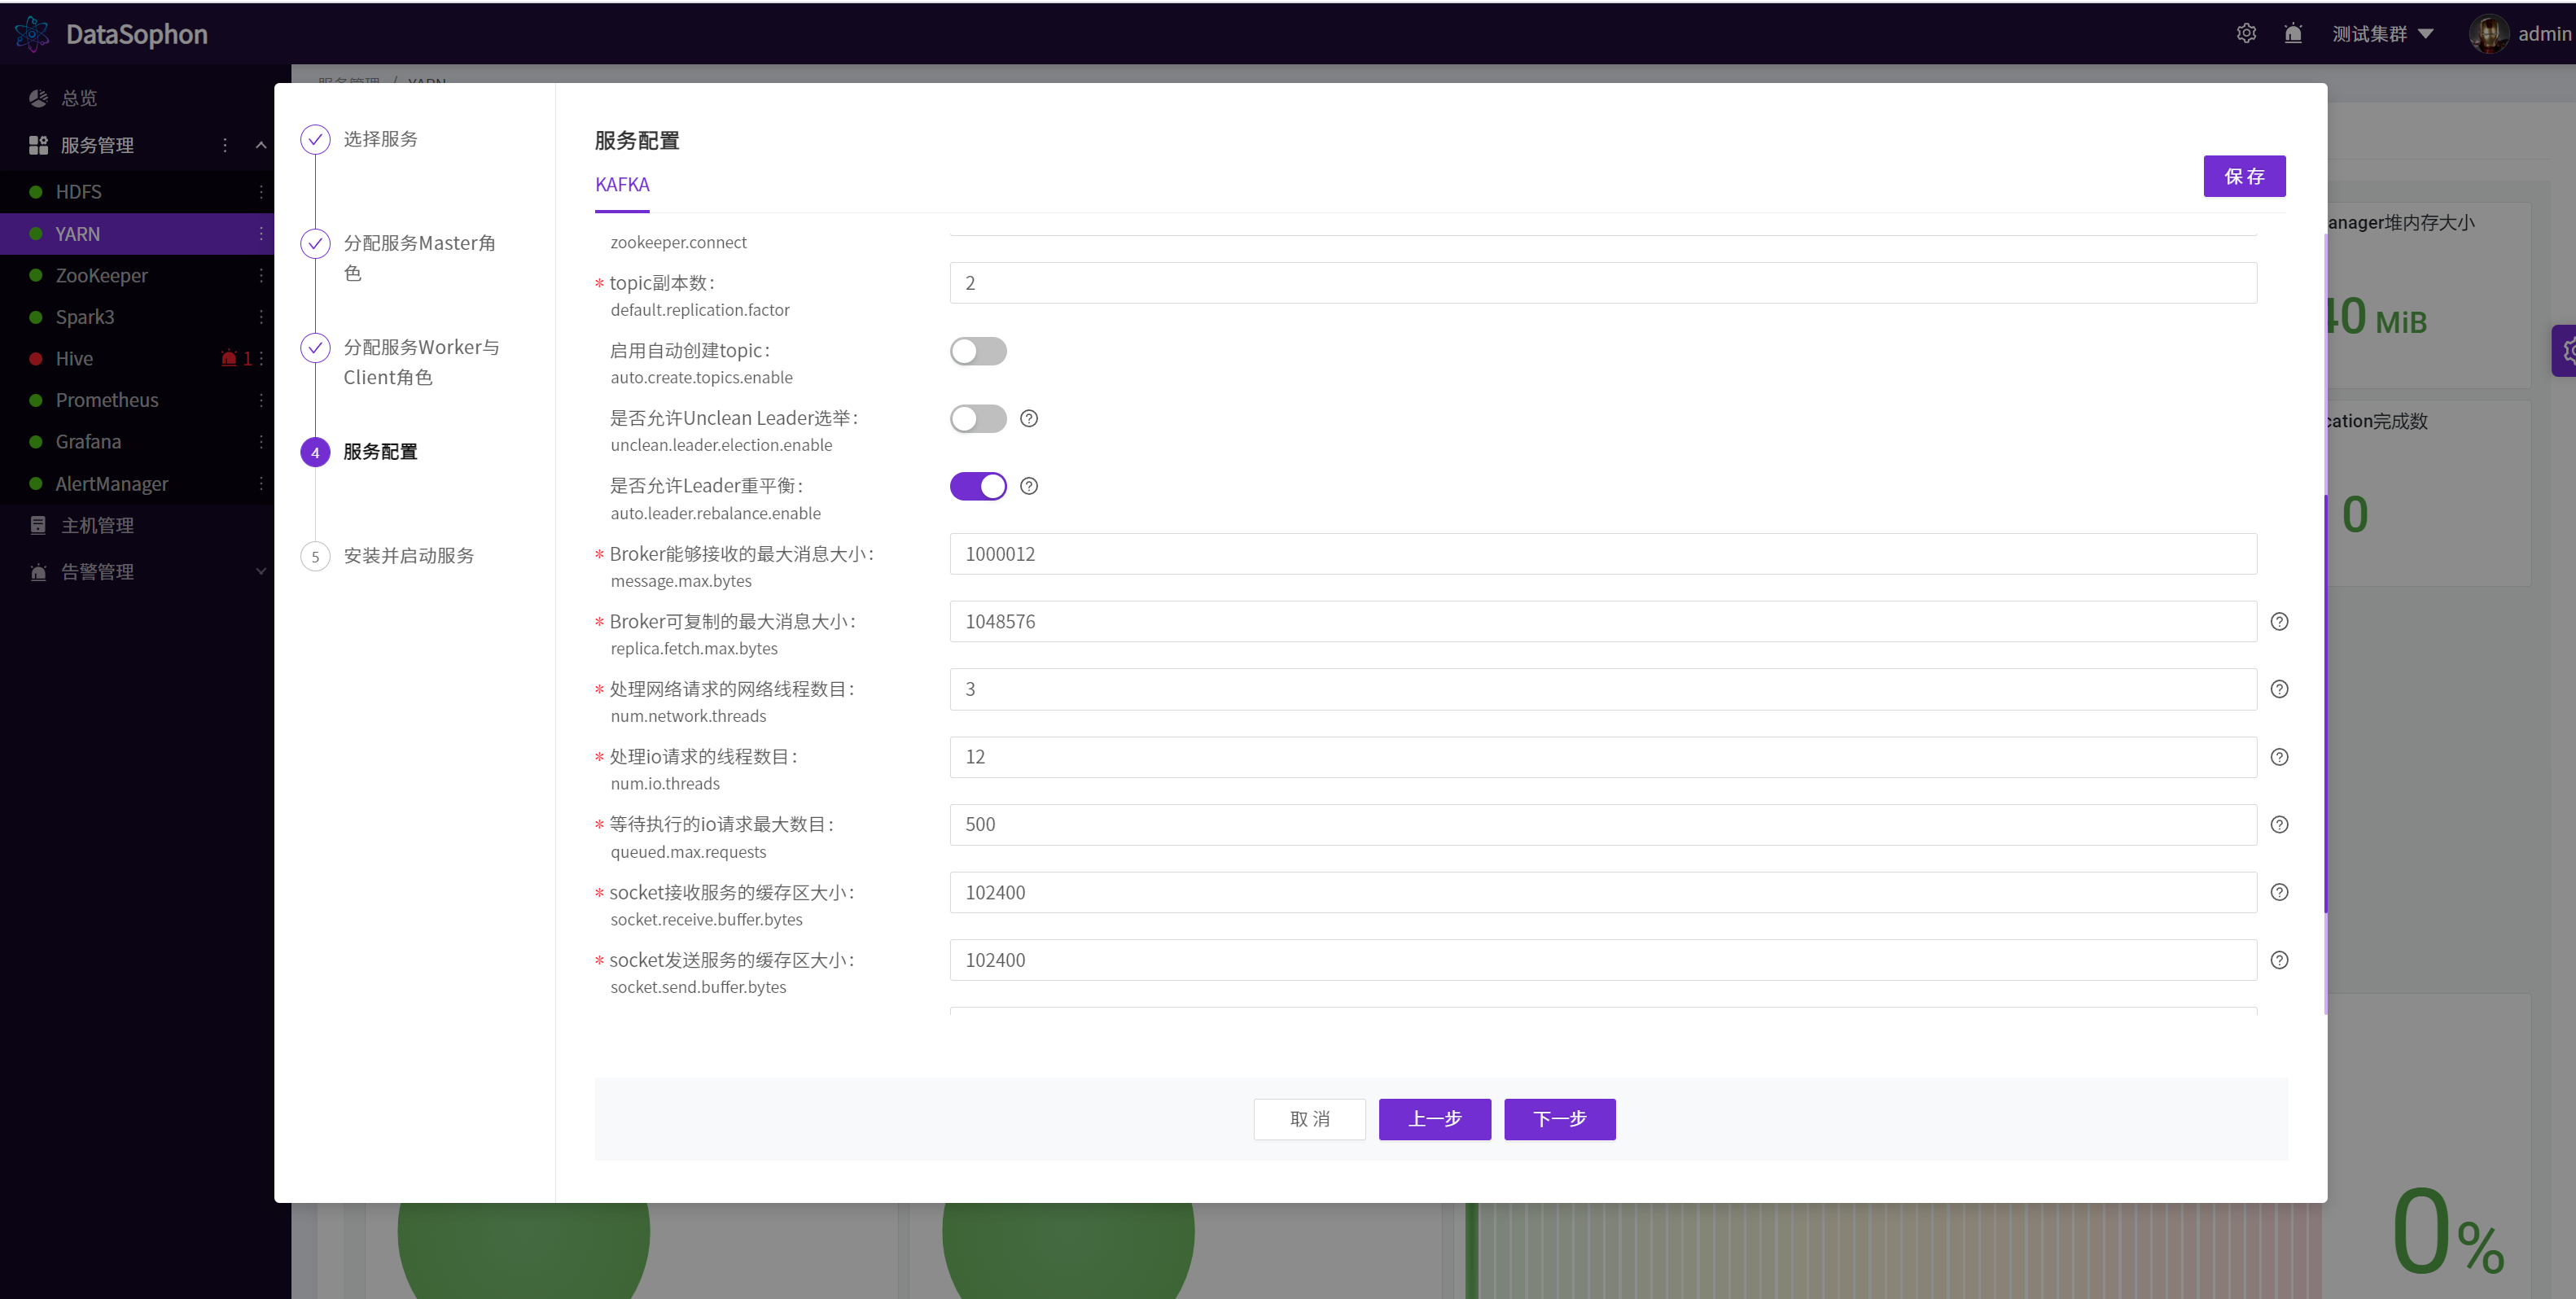 DataSophon
测试集群
admin
总览
服务管理
HDFS
YARN
ZooKeeper
Spark3
Hive
1
Prometheus
Grafana
AlertManager
主机管理
告警管理
服务管理 / YARN
选择服务
分配服务Master角
色
分配服务Worker与
Client角色
4
服务配置
5
安装并启动服务
服务配置
KAFKA
保 存
zookeeper.connect
* topic副本数:
default.replication.factor
2
启用自动创建topic:
auto.create.topics.enable
是否允许Unclean Leader选举:
unclean.leader.election.enable
是否允许Leader重平衡:
auto.leader.rebalance.enable
* Broker能够接收的最大消息大小:
message.max.bytes
1000012
* Broker可复制的最大消息大小:
replica.fetch.max.bytes
1048576
* 处理网络请求的网络线程数目:
num.network.threads
3
* 处理io请求的线程数目:
num.io.threads
12
* 等待执行的io请求最大数目:
queued.max.requests
500
* socket接收服务的缓存区大小:
socket.receive.buffer.bytes
102400
* socket发送服务的缓存区大小:
socket.send.buffer.bytes
102400
取 消
上一步
下一步
anager堆内存大小
40 MiB
cation完成数
0
0%